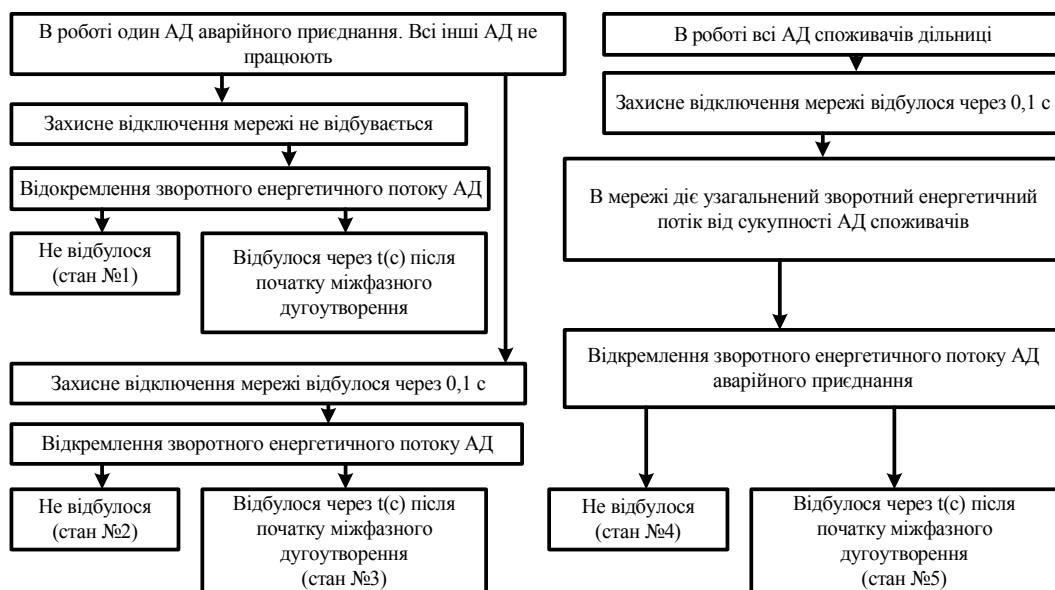 В роботі один АД аварійного приєднання. Всі інші АД не
працюють
Захисне відключення мережі не відбувається
Відокремлення зворотного енергетичного потоку АД
Не відбулося
(стан №1)
Відбулося через t(с) після
початку міжфазного
дугоутворення
Захисне відключення мережі відбулося через 0,1 с
Відкремлення зворотного енергетичного потоку АД
Не відбулося
(стан №2)
Відбулося через t(с) після
початку міжфазного
дугоутворення
(стан №3)
В роботі всі АД споживачів дільниці
Захисне відключення мережі відбулося через 0,1 с
В мережі діє узагальнений зворотний енергетичний
потік від сукупності АД споживачів
Відкремлення зворотного енергетичного потоку АД
аварійного приєднання
Не відбулося
(стан №4)
Відбулося через t(с) після
початку міжфазного
дугоутворення
(стан №5)